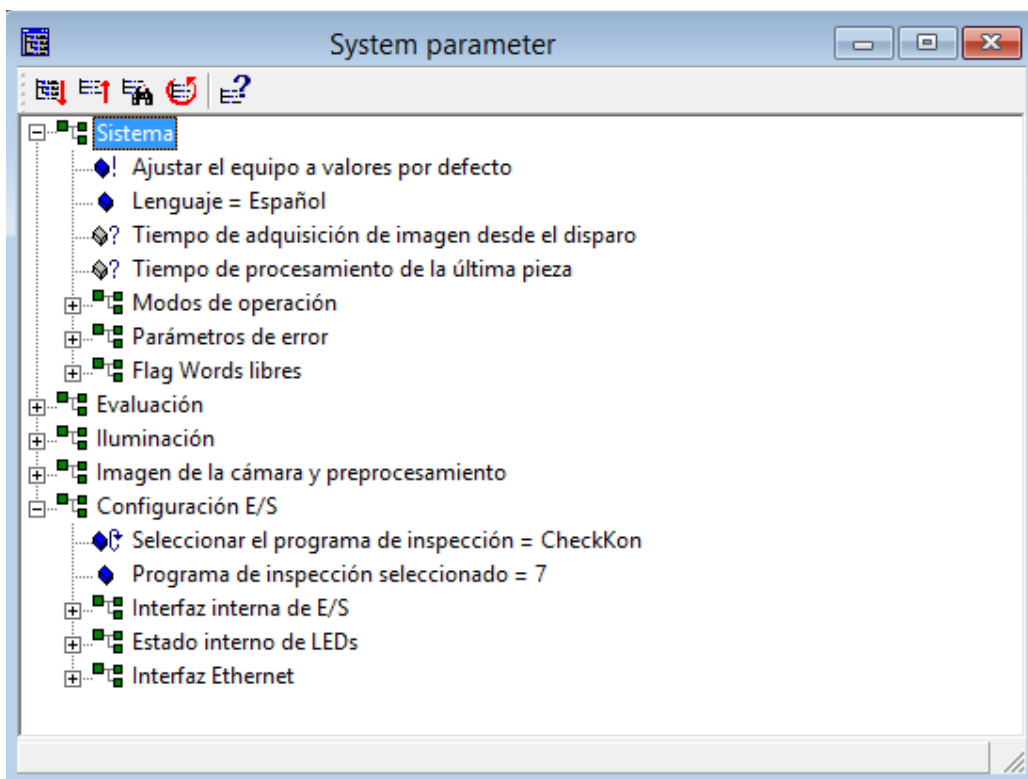 System parameter
Sistema
Ajustar el equipo a valores por defecto
Lenguaje = Español
Tiempo de adquisición de imagen desde el disparo
Tiempo de procesamiento de la última pieza
Modos de operación
Parámetros de error
Flag Words libres
Evaluación
Iluminación
Imagen de la cámara y preprocesamiento
Configuración E/S
Seleccionar el programa de inspección = CheckKon
Programa de inspección seleccionado = 7
Interfaz interna de E/S
Estado interno de LEDs
Interfaz Ethernet